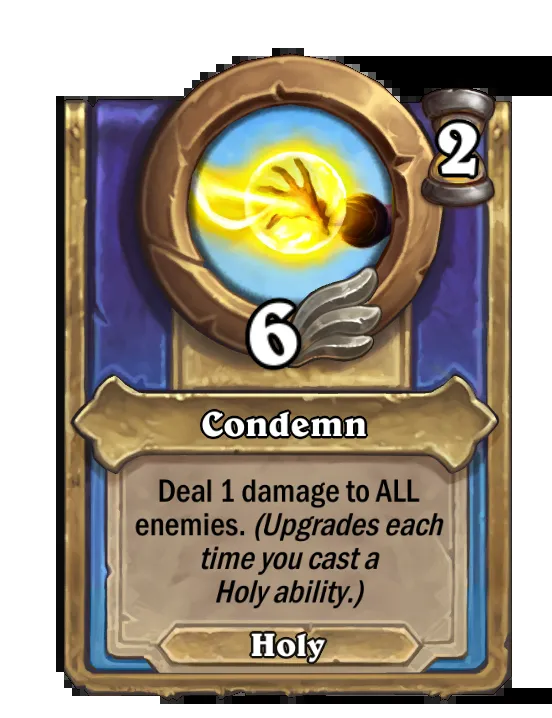 2
6
Condemn
Deal 1 damage to ALL
enemies. (Upgrades each
time you cast a
Holy ability.)
Holy